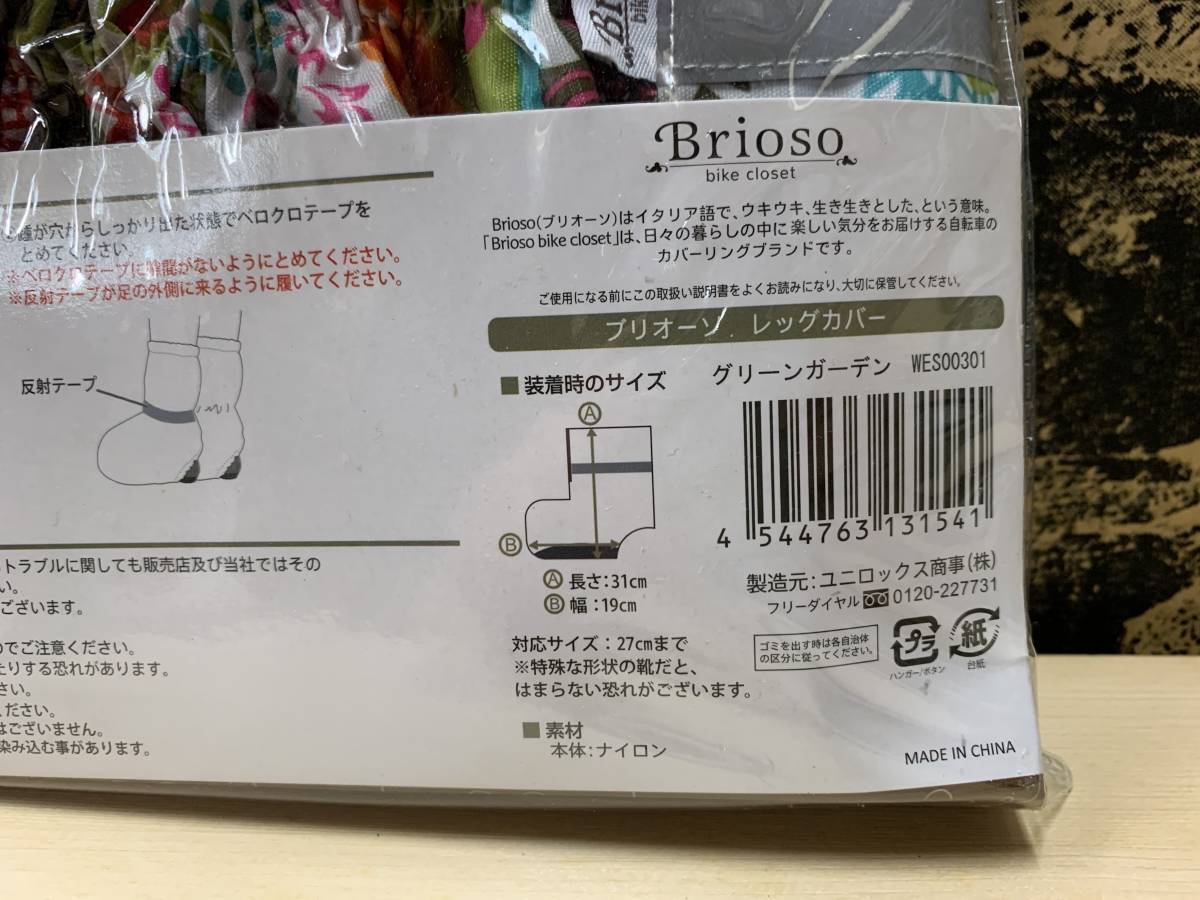 Bri
bik
Brioso
bike closet
Brioso(ブリオーソ)はイタリア語で、ウキウキ、生き生きとした、という意味。
「Brioso bike closet」は、日々の暮らしの中に楽しい気分をお届けする自転車の
カバーリングブランドです。
ご使用になる前にこの取扱い説明書をよくお読みになり、大切に保管してください。
ブリオーソ．レッグカバー
踵が穴からしっかり出た状態でベロクロテープを
とめてください。
※ベロクロテープに隙間がないようにとめてください。
※反射テープが足の外側に来るように履いてください。
反射テープ
トラブルに関しても販売店及び当社ではその
い。
ございます。
のでご注意ください。
たりする恐れがあります。
さい。
ください。
はございません。
染み込む事があります。
■装着時のサイズ
A
B
Ⓐ長さ:31cm
Ⓑ幅:19cm
対応サイズ：27cmまで
※特殊な形状の靴だと、
はまらない恐れがございます。
■素材
本体:ナイロン
グリーンガーデン WES00301
4 544763 131541
製造元:ユニロックス商事(株)
フリーダイヤル 0120-227731
ゴミを出す時は各自治体
の区分に従ってください。
プラ
ハンガー/ボタン
紙
台紙
MADE IN CHINA